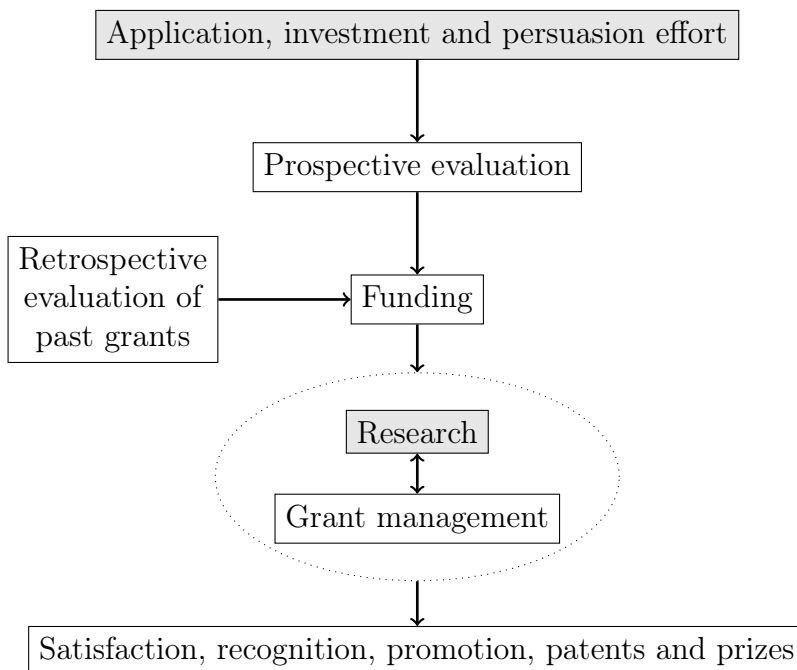 Application, investment and persuasion effort
Prospective evaluation
Retrospective
evaluation of
past grants
Funding
Research
Grant management
Satisfaction, recognition, promotion, patents and prizes